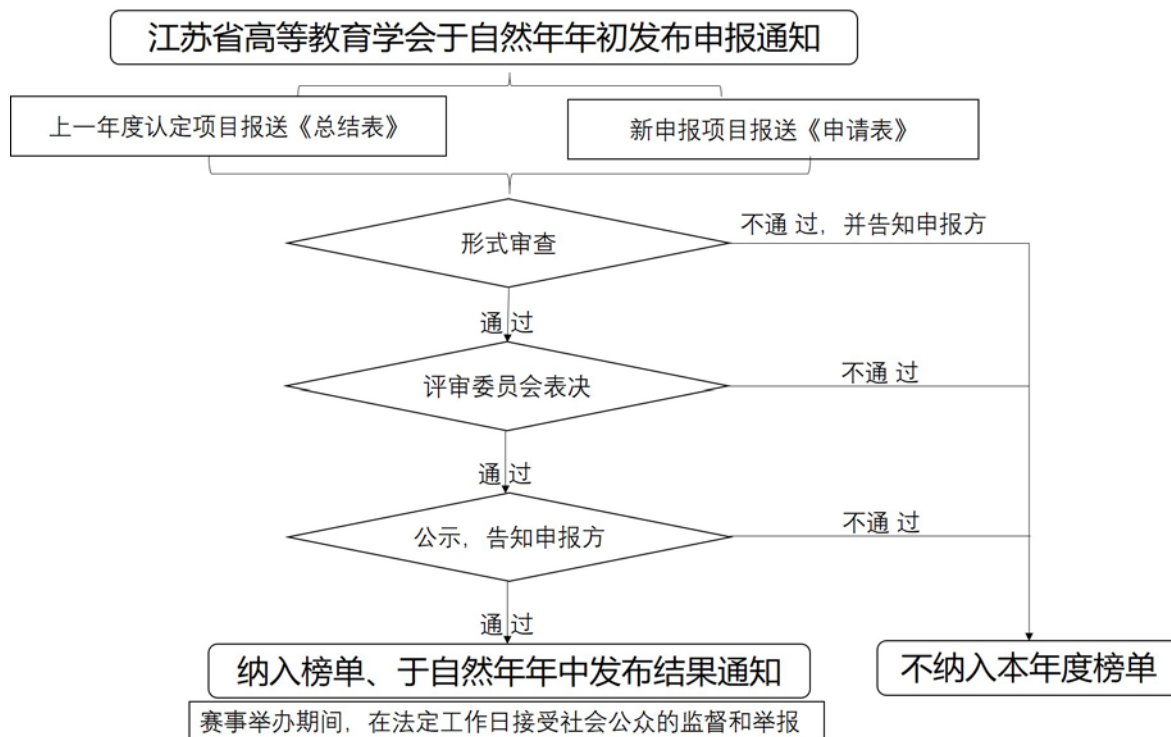 江苏省高等教育学会于自然年年初发布申报通知
上一年度认定项目报送《总结表》
新申报项目报送《申请表》
形式审查
不通 过，并告知申报方
通 过
评审委员会表决
不通 过
通 过
公示，告知申报方
不通 过
通 过
纳入榜单、于自然年年中发布结果通知
不纳入本年度榜单
赛事举办期间，在法定工作日接受社会公众的监督和举报